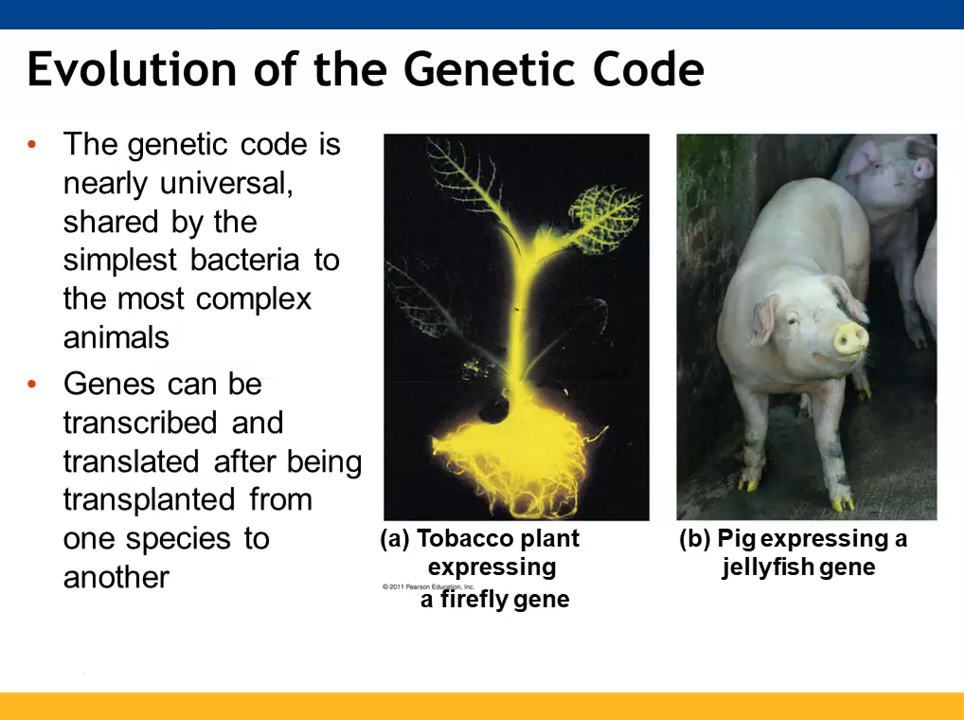 Evolution of the Genetic Code
• The genetic code is
nearly universal,
shared by the
simplest bacteria to
the most complex
animals
• Genes can be
transcribed and
translated after being
transplanted from
one species to
another
(a) Tobacco plant
expressing
© 2011 Pearson Education, Inc.
a firefly gene
(b) Pig expressing a
jellyfish gene